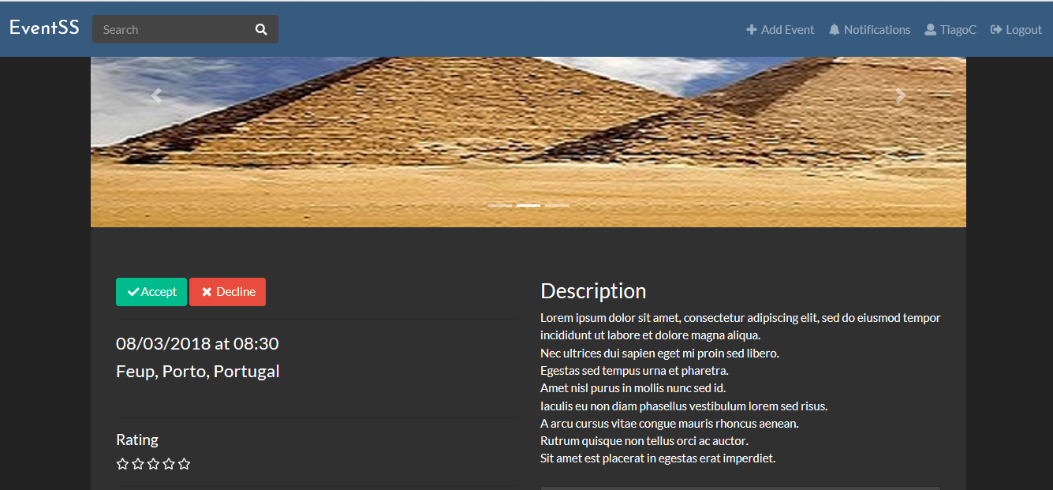 EventSS Search Add Event Notifications TiagoC Logout
Accept Decline
08/03/2018 at 08:30
Feup, Porto, Portugal
Rating
Description
Lorem ipsum dolor sit amet, consectetur adipiscing elit, sed do eiusmod tempor
incididunt ut labore et dolore magna aliqua.
Nec ultrices dui sapien eget mi proin sed libero.
Egestas sed tempus urna et pharetra.
Amet nisl purus in mollis nunc sed id.
Iaculis eu non diam phasellus vestibulum lorem sed risus.
A arcu cursus vitae congue mauris rhoncus aenean.
Rutrum quisque non tellus orci ac auctor.
Sit amet est placerat in egestas erat imperdiet.